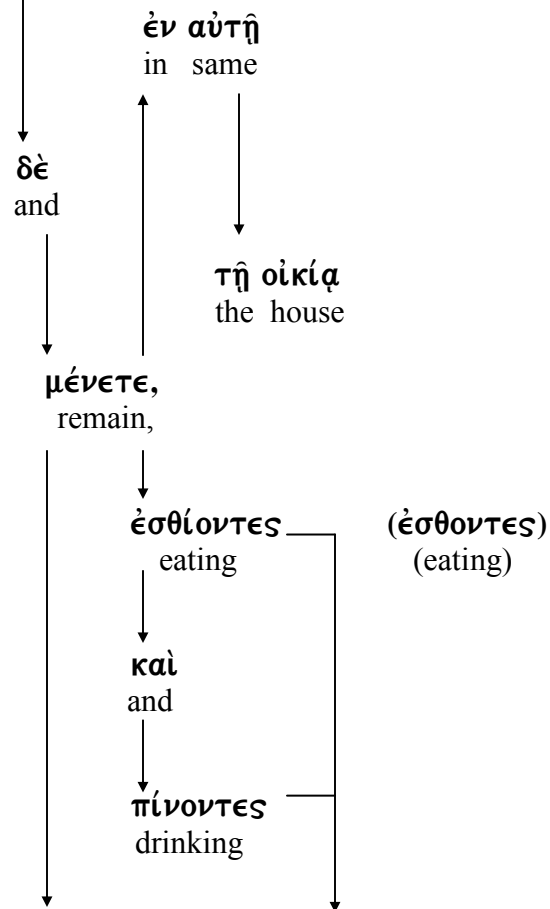 ἐν αὐτῇ
in same
δὲ
and
τῇ οἰκίᾳ
the house
μένετε,
remain,
ἐσθίοντες (ἐσθοντες)
eating (eating)
καὶ
and
πίνοντες
drinking